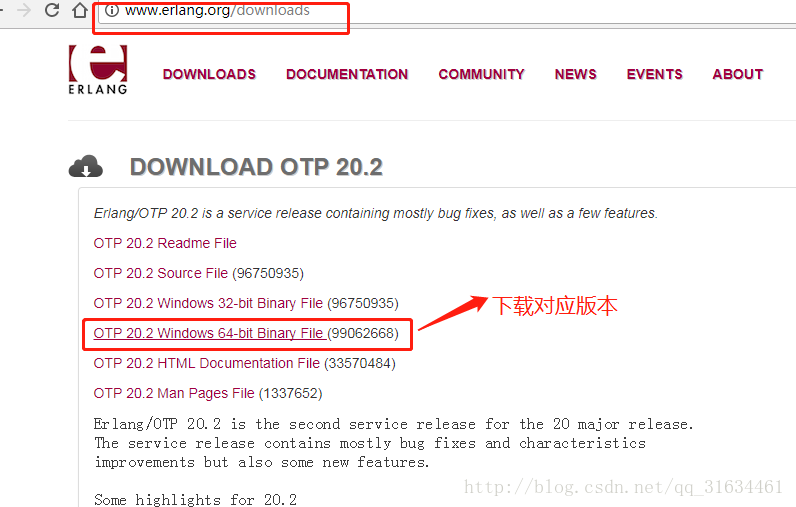 www.erlang.org/downloads
ERLANG
DOWNLOADS DOCUMENTATION COMMUNITY NEWS EVENTS ABOUT
DOWNLOAD OTP 20.2
Erlang/OTP 20.2 is a service release containing mostly bug fixes, as well as a few features.
OTP 20.2 Readme File
OTP 20.2 Source File (96750935)
OTP 20.2 Windows 32-bit Binary File (96750935)
下载对应版本
OTP 20.2 Windows 64-bit Binary File (99062668)
OTP 20.2 HTML Documentation File (33570484)
OTP 20.2 Man Pages File (1337652)
Erlang/OTP 20.2 is the second service release for the 20 major release.
The service release contains mostly bug fixes and characteristics
improvements but also some new features.
http://blog.csdn.net/qq_31634461
Some highlights for 20.2